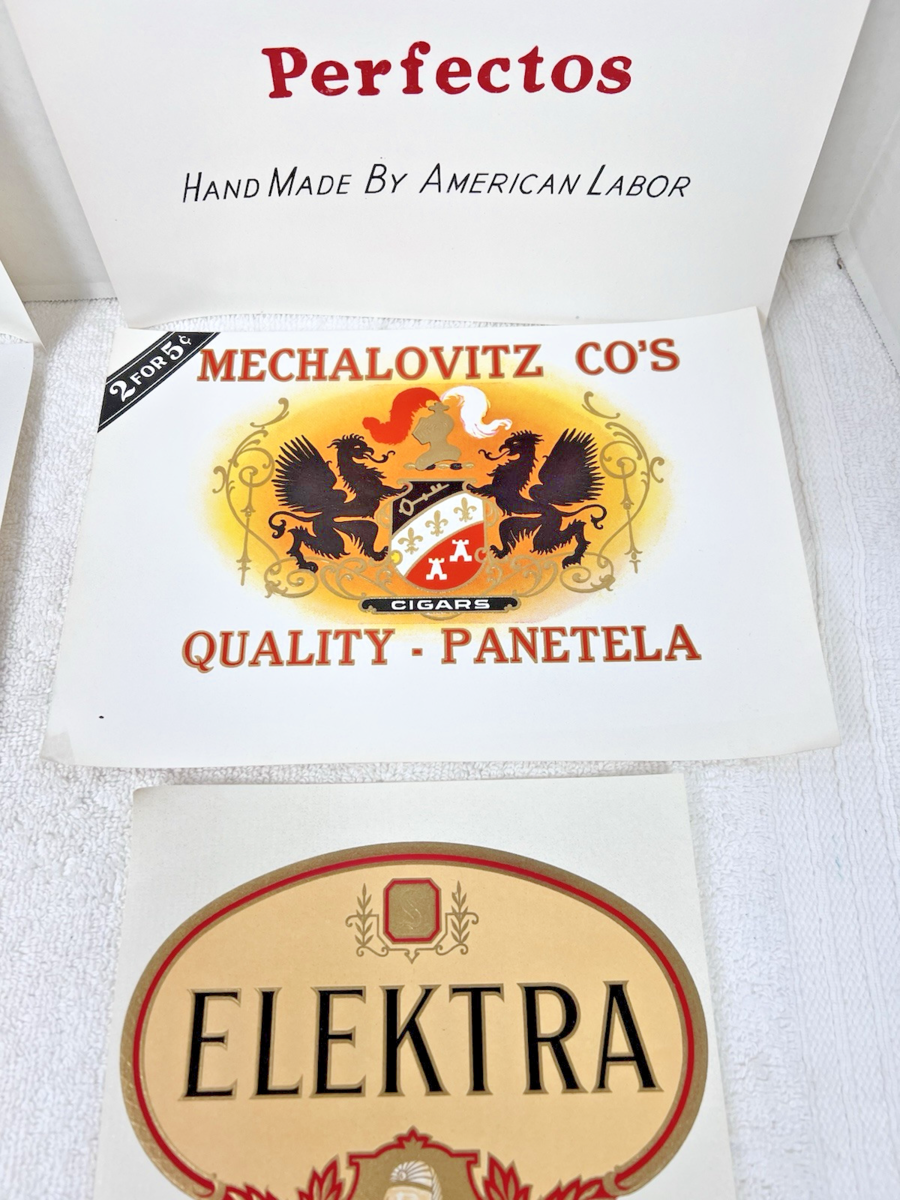 Perfectos
HAND MADE BY AMERICAN LABOR
2 FOR 5¢
MECHALOVITZ CO'S
CIGARS
QUALITY - PANETELA
ELEKTRA